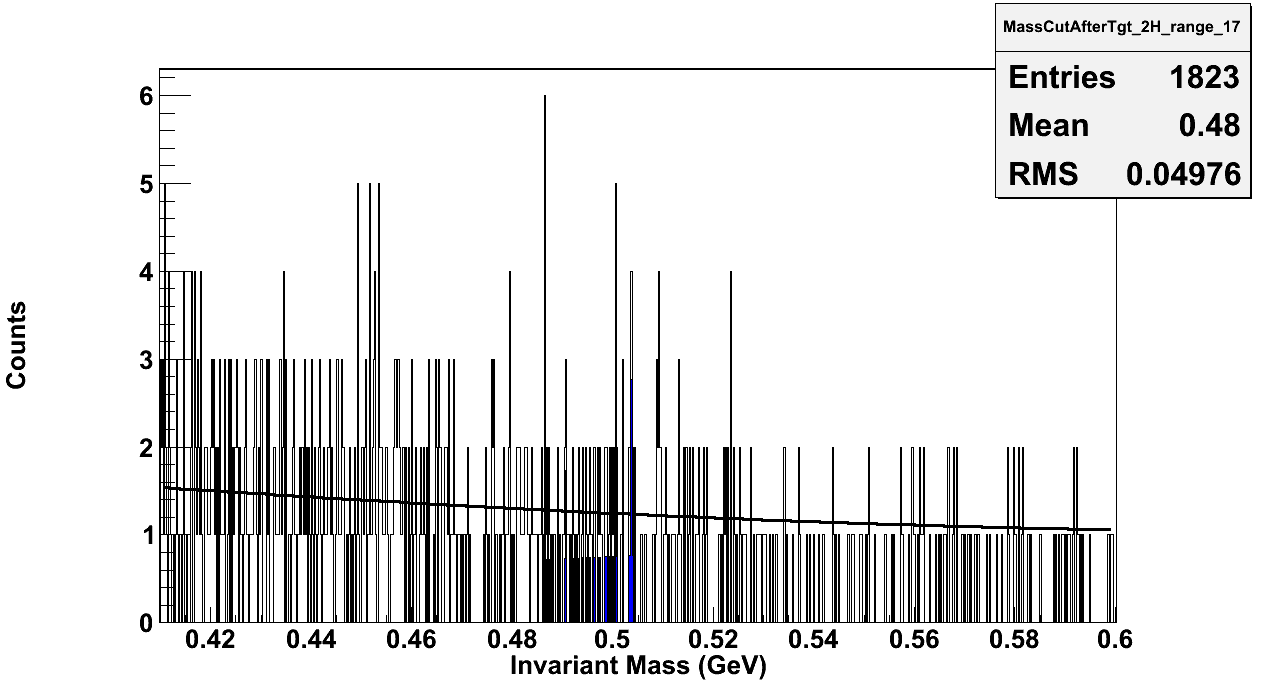 MassCutAfterTgt_2H_range_17
Entries 1823
Mean 0.48
RMS 0.04976
Counts
6
5
4
3
2
1
0
0.42 0.44 0.46 0.48 0.5 0.52 0.54 0.56 0.58 0.6
Invariant Mass (GeV)